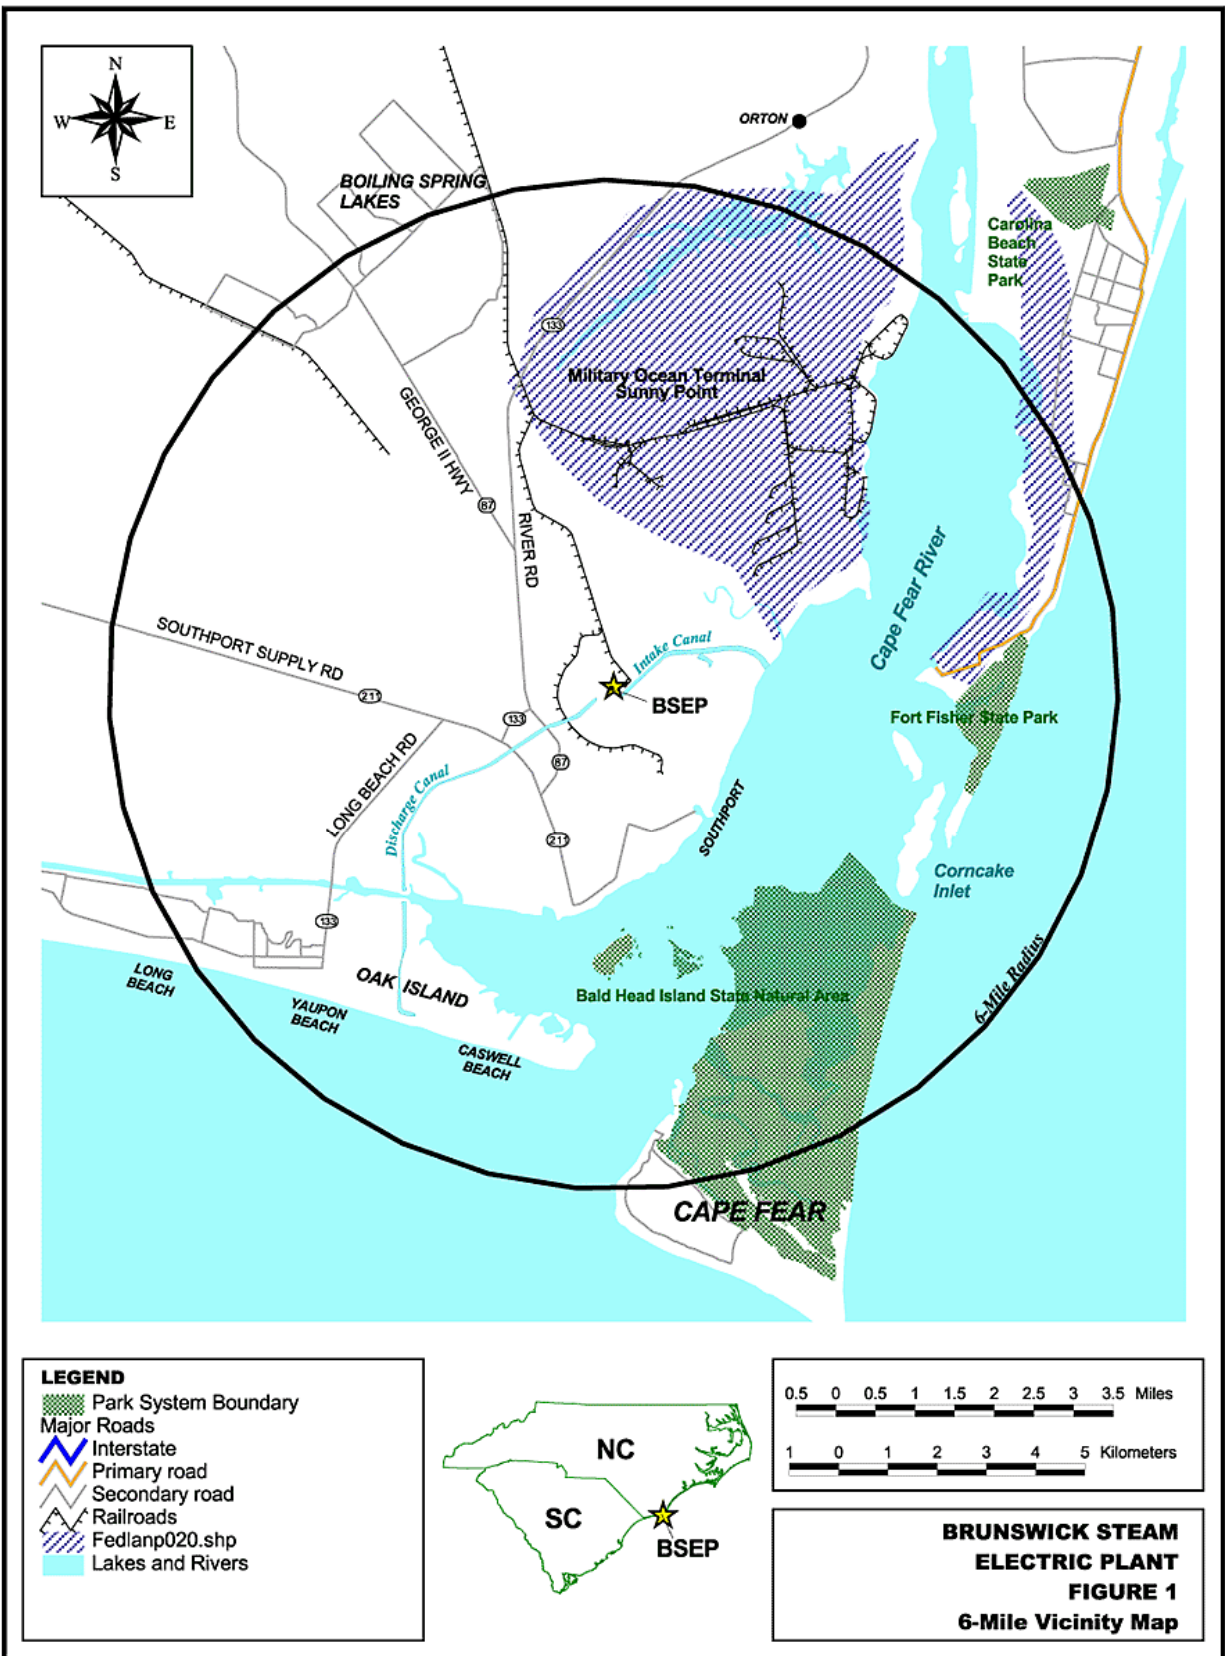 N
W E
S
ORTON
BOILING SPRING
LAKES
Carolina
Beach
State
Park
133
Military Ocean Terminal
Sunny Point
GEORGE II HWY
87
RIVER RD
Cape Fear River
SOUTHPORT SUPPLY RD
211
Intake Canal
BSEP
133
Fort Fisher State Park
87
LONG BEACH RD
Discharge Canal
SOUTHPORT
211
Corncake
Inlet
133
LONG
BEACH
OAK ISLAND
YAUPON
BEACH
Bald Head Island State Natural Area
6-Mile Radius
CASWELL
BEACH
CAPE FEAR
LEGEND
Park System Boundary
Major Roads
Interstate
Primary road
Secondary road
Railroads
Fedlanp020.shp
Lakes and Rivers
NC
SC
BSEP
0.5 0 0.5 1 1.5 2 2.5 3 3.5 Miles
1 0 1 2 3 4 5 Kilometers
BRUNSWICK STEAM
ELECTRIC PLANT
FIGURE 1
6-Mile Vicinity Map